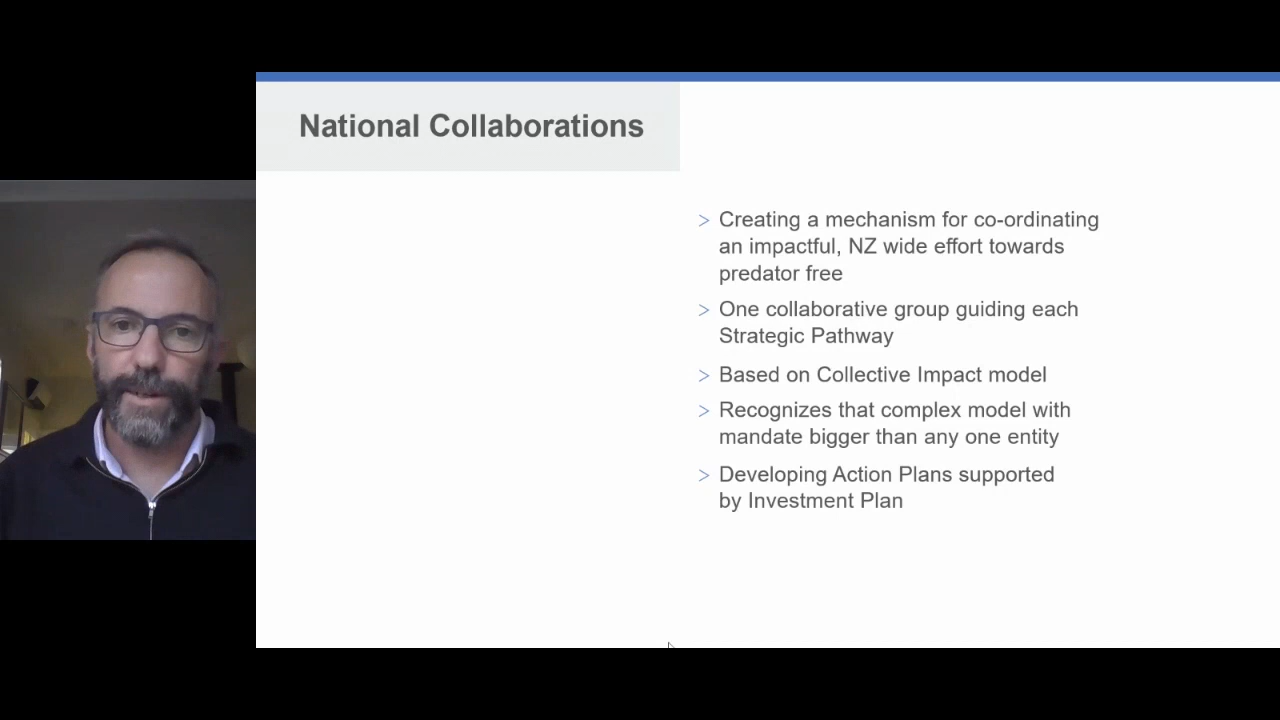 National Collaborations
> Creating a mechanism for co-ordinating
an impactful, NZ wide effort towards
predator free
> One collaborative group guiding each
Strategic Pathway
> Based on Collective Impact model
> Recognizes that complex model with
mandate bigger than any one entity
> Developing Action Plans supported
by Investment Plan